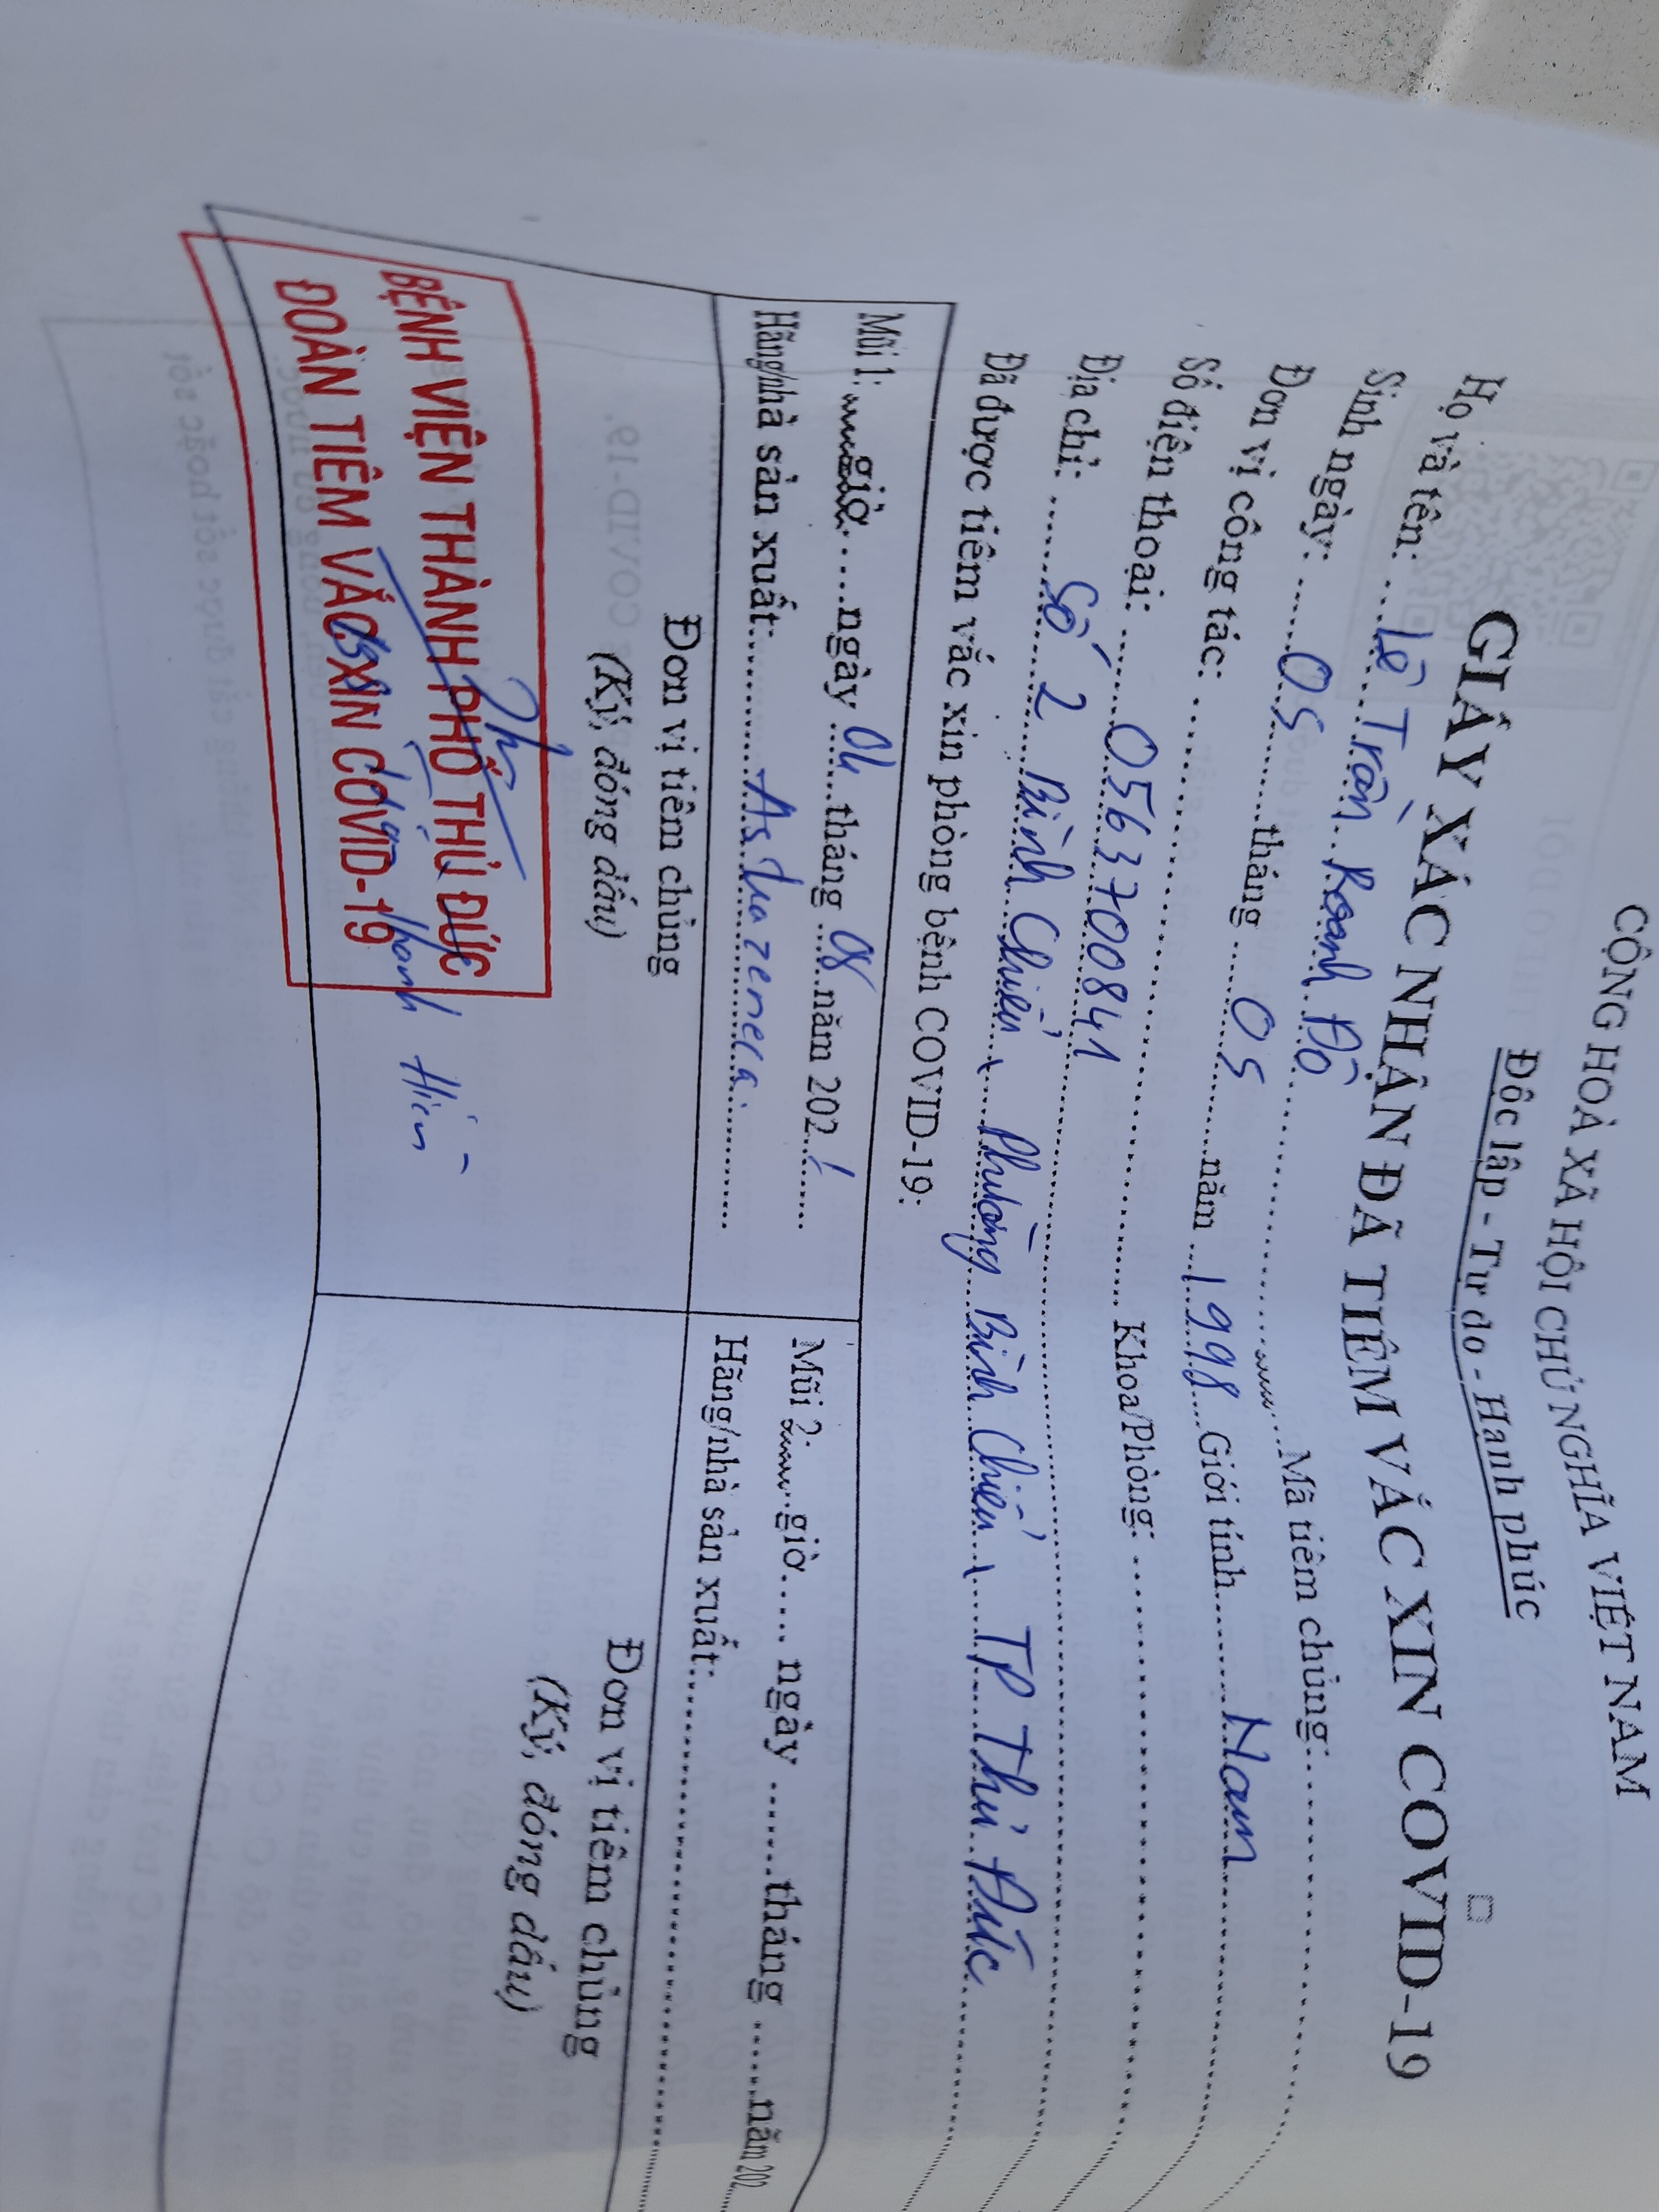 CỘNG HOÀ XÃ HỘI CHỦ NGHĨA VIỆT NAM
Độc lập - Tự do - Hạnh phúc
GIẤY XÁC NHẬN ĐÃ TIÊM VẮC XIN COVID-19
Họ và tên: Lê Trần Doanh Đô Mã tiêm chủng:
Sinh ngày: 05 tháng 05 năm 1998 Giới tính Nam
Đơn vị công tác: Khoa/Phòng:
Số điện thoại: 0563700841
Địa chỉ: Số 2 Bình Chiểu, Phường Bình Chiểu, TP Thủ Đức
Đã được tiêm vắc xin phòng bệnh COVID-19:
Mũi 1: giờ ngày 04 tháng 08 năm 2021
Hãng/nhà sản xuất: Astrazeneca.
Đơn vị tiêm chủng
(Ký, đóng dấu)
BỆNH VIỆN THÀNH PHỐ THỦ ĐỨC
ĐOÀN TIÊM VẮC XIN COVID-19
Mũi 2: giờ ngày tháng năm 202
Hãng/nhà sản xuất:
Đơn vị tiêm chủng
(Ký, đóng dấu)